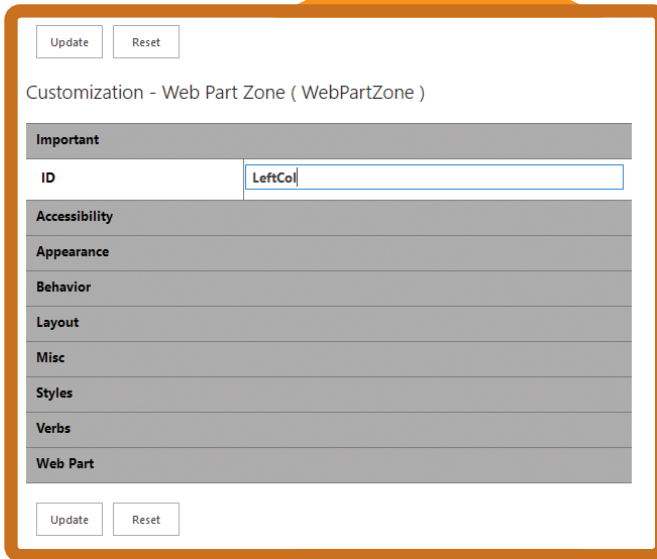 Update Reset
Customization - Web Part Zone ( WebPartZone )
Important
ID LeftCol
Accessibility
Appearance
Behavior
Layout
Misc
Styles
Verbs
Web Part
Update Reset